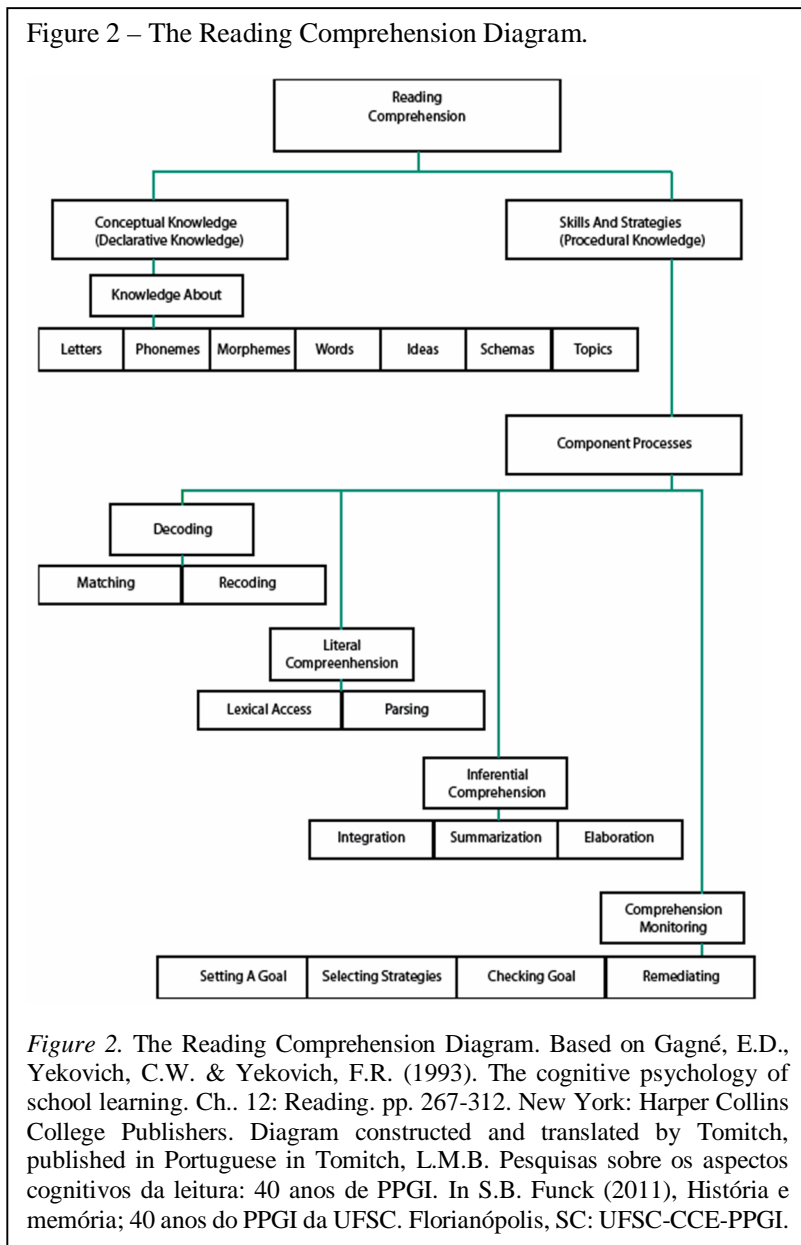 Figure 2 – The Reading Comprehension Diagram.
Reading
Comprehension
Conceptual Knowledge
(Declarative Knowledge)
Skills And Strategies
(Procedural Knowledge)
Knowledge About
Letters Phonemes Morphemes Words Ideas Schemas Topics
Component Processes
Decoding
Matching Recoding
Literal
Compreenhension
Lexical Access Parsing
Inferential
Comprehension
Integration Summarization Elaboration
Comprehension
Monitoring
Setting A Goal Selecting Strategies Checking Goal Remediating
Figure 2. The Reading Comprehension Diagram. Based on Gagné, E.D.,
Yekovich, C.W. & Yekovich, F.R. (1993). The cognitive psychology of
school learning. Ch.. 12: Reading. pp. 267-312. New York: Harper Collins
College Publishers. Diagram constructed and translated by Tomitch,
published in Portuguese in Tomitch, L.M.B. Pesquisas sobre os aspectos
cognitivos da leitura: 40 anos de PPGI. In S.B. Funck (2011), História e
memória; 40 anos do PPGI da UFSC. Florianópolis, SC: UFSC-CCE-PPGI.